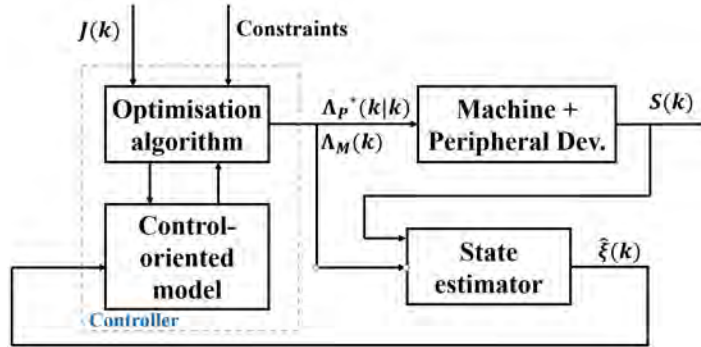 J(k)
Constraints
Optimisation
algorithm
Λ_P*(k|k)
Λ_M(k)
Machine +
Peripheral Dev.
S(k)
Control-
oriented
model
State
estimator
ξ̂(k)
Controller